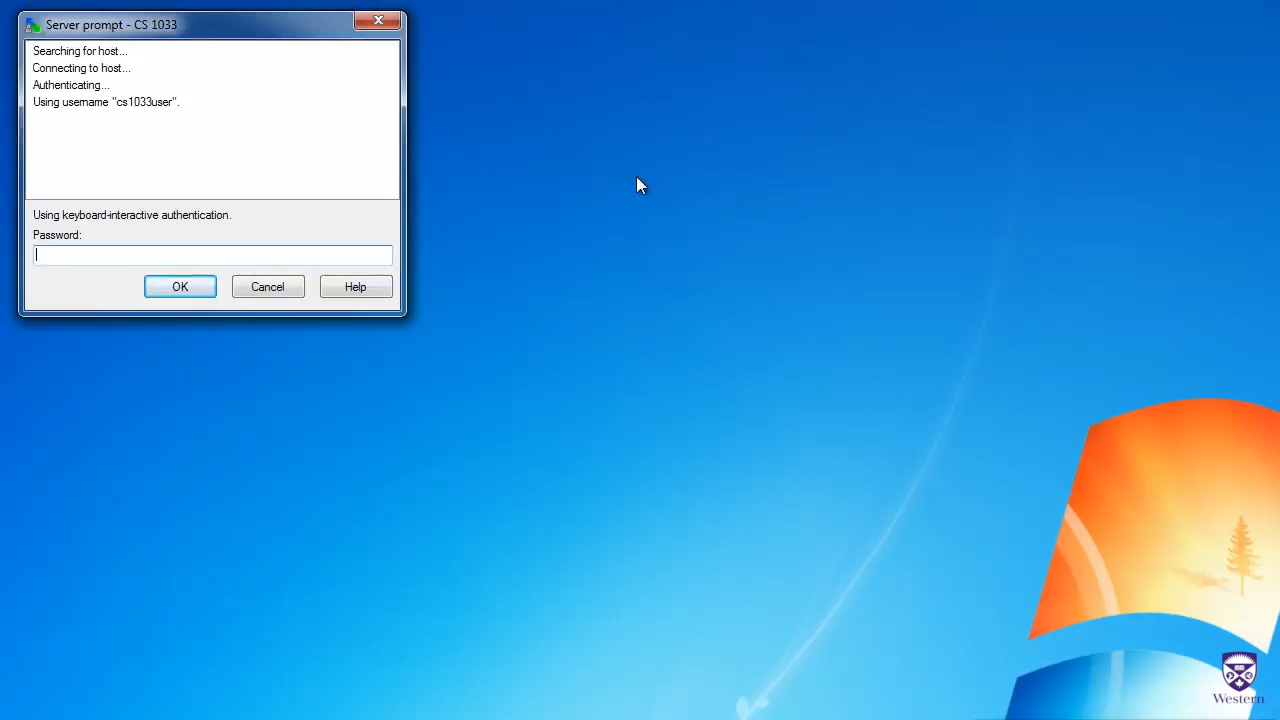 Server prompt - CS 1033
Searching for host...
Connecting to host...
Authenticating...
Using username "cs1033user".
Using keyboard-interactive authentication.
Password:
OK Cancel Help
Western